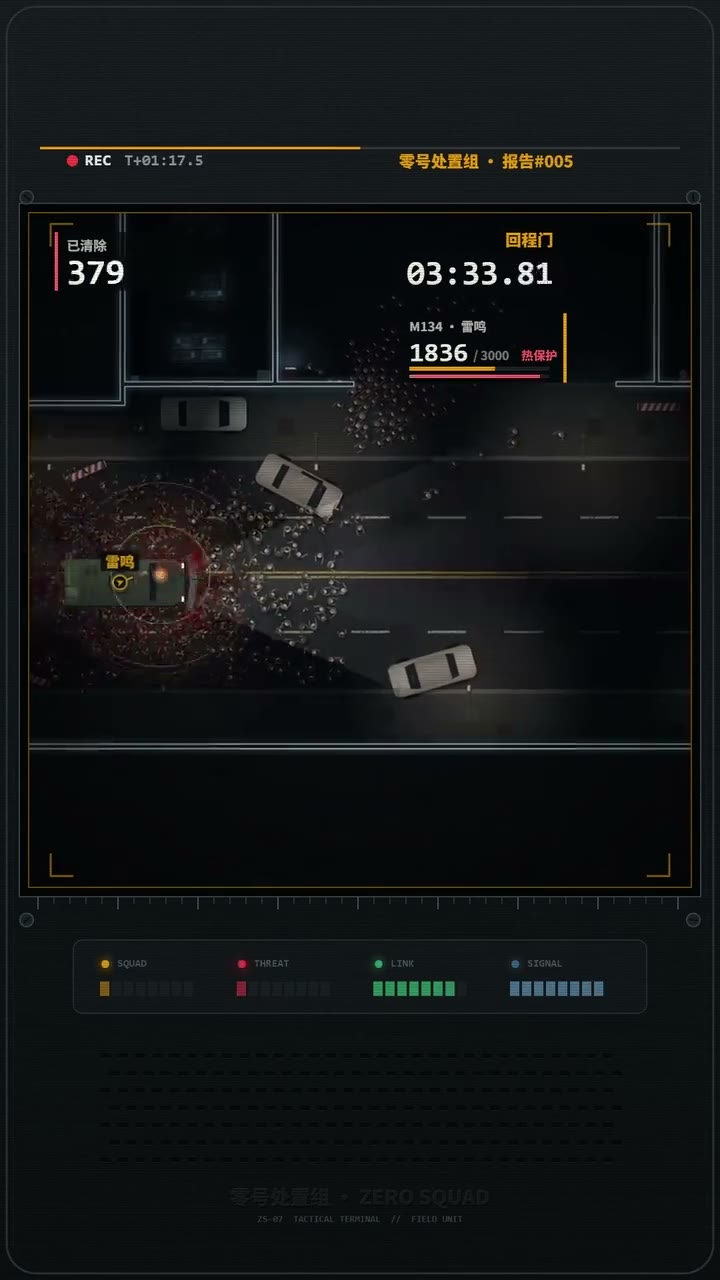 REC T+01:17.5
零号处置组 • 报告#005
已清除
379
回程门
03:33.81
M134 • 雷鸣
1836 / 3000 热保护
雷鸣
SQUAD THREAT LINK SIGNAL
零号处置组 • ZERO SQUAD
ZS-07 TACTICAL TERMINAL // FIELD UNIT